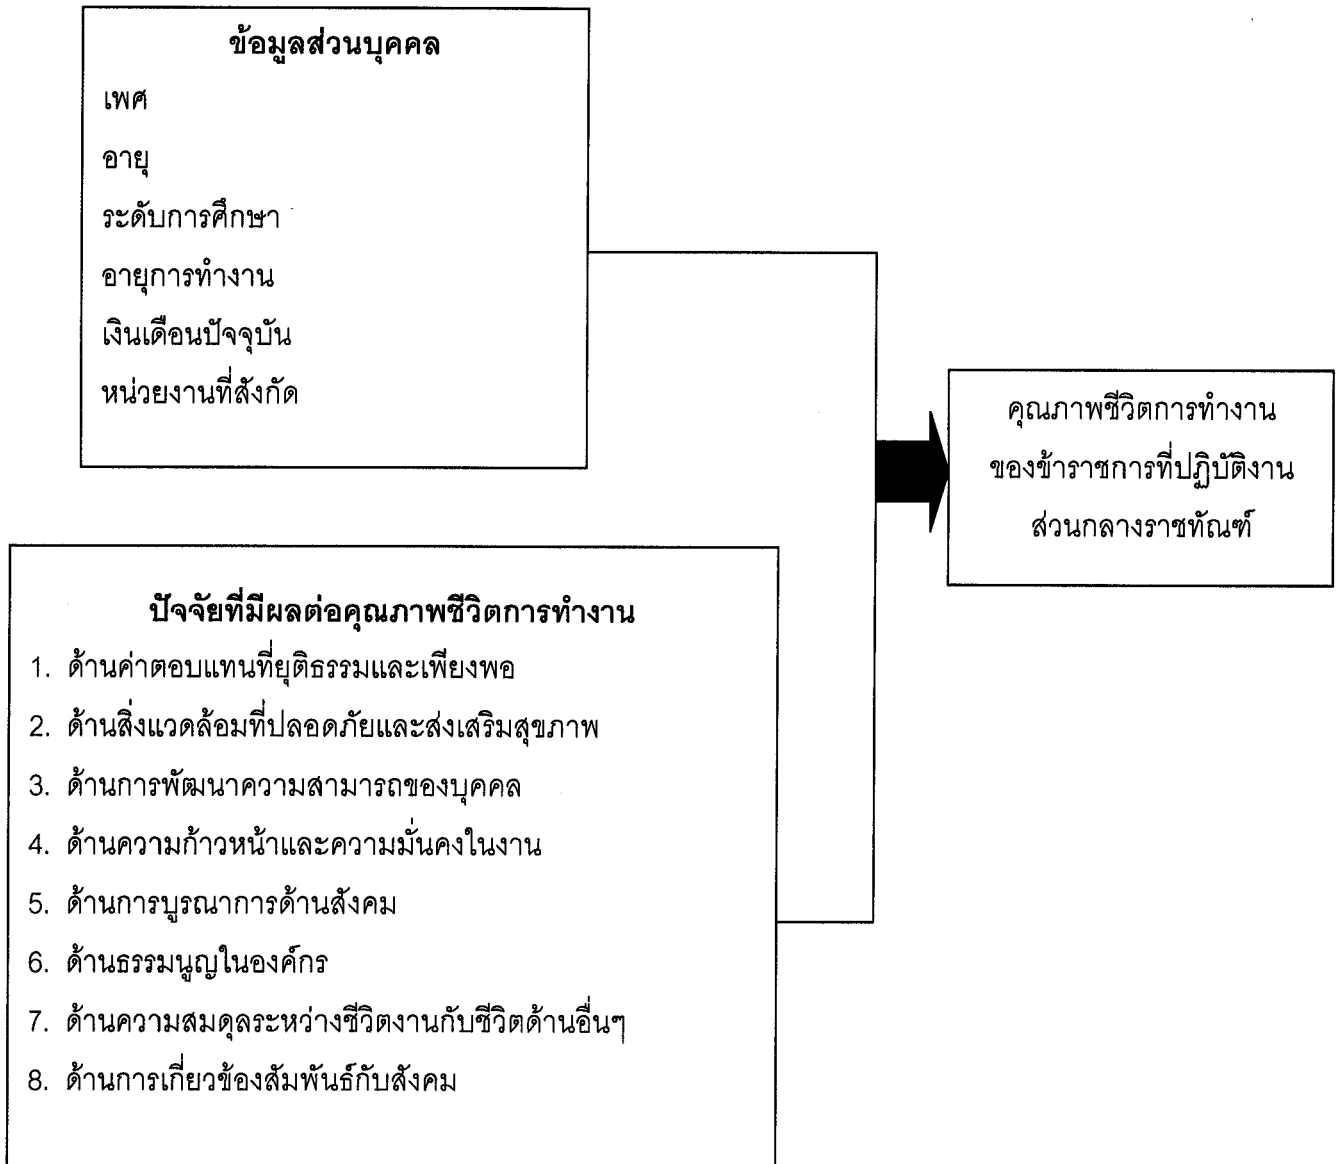 ข้อมูลส่วนบุคคล
เพศ
อายุ
ระดับการศึกษา
อายุการทำงาน
เงินเดือนปัจจุบัน
หน่วยงานที่สังกัด
คุณภาพชีวิตการทำงาน
ของข้าราชการที่ปฏิบัติงาน
ส่วนกลางราชทัณฑ์
ปัจจัยที่มีผลต่อคุณภาพชีวิตการทำงาน
1. ด้านค่าตอบแทนที่ยุติธรรมและเพียงพอ
2. ด้านสิ่งแวดล้อมที่ปลอดภัยและส่งเสริมสุขภาพ
3. ด้านการพัฒนาความสามารถของบุคคล
4. ด้านความก้าวหน้าและความมั่นคงในงาน
5. ด้านการบูรณาการด้านสังคม
6. ด้านธรรมนูญในองค์กร
7. ด้านความสมดุลระหว่างชีวิตงานกับชีวิตด้านอื่นๆ
8. ด้านการเกี่ยวข้องสัมพันธ์กับสังคม